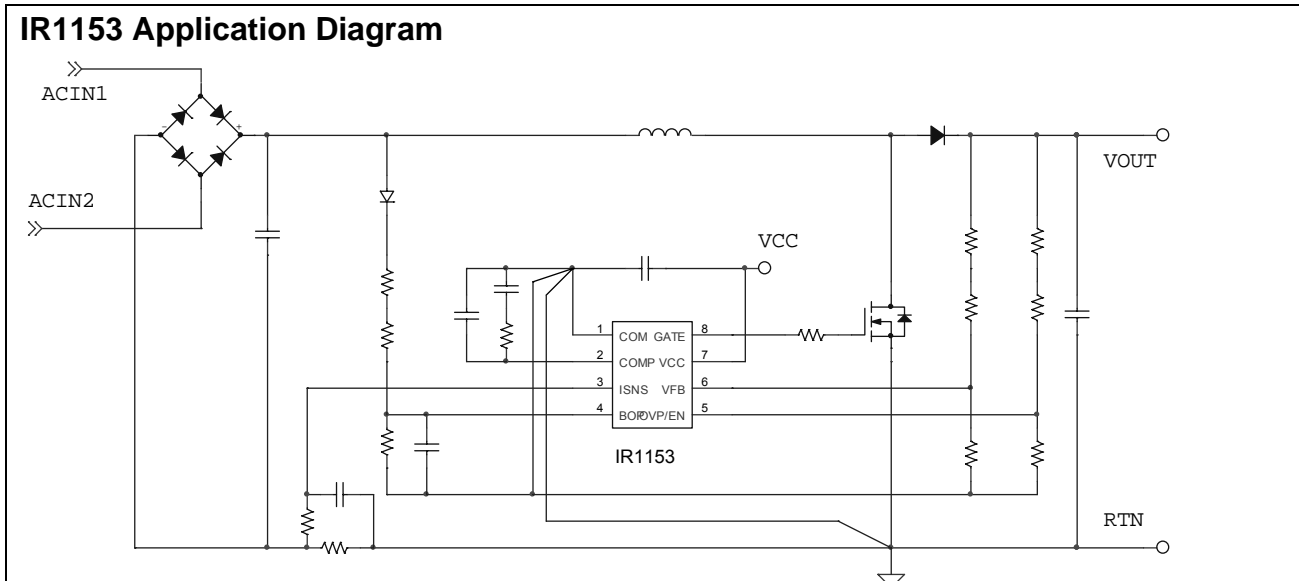 IR1153 Application Diagram
ACIN1
- +
VOUT
ACIN2
VCC
1 COM GATE 8
2 COMP VCC 7
3 ISNS VFB 6
4 BOP OVP/EN 5
IR1153
RTN